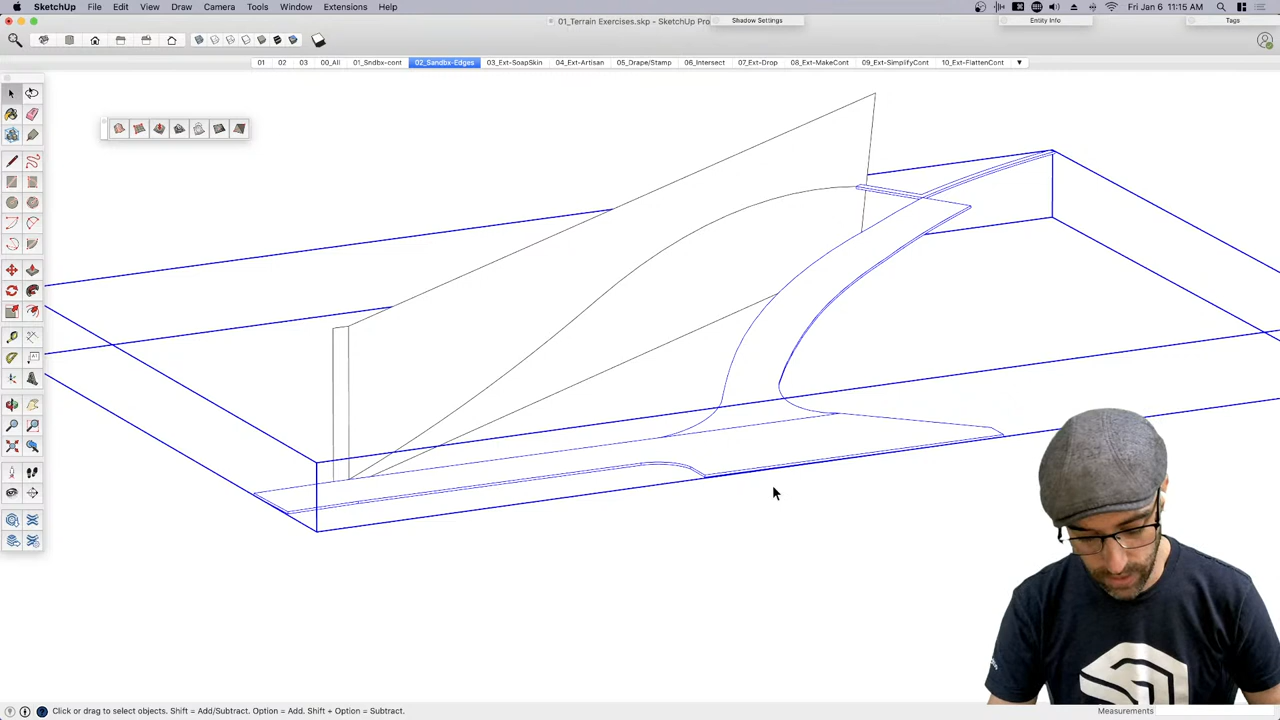 SketchUp File Edit View Draw Camera Tools Window Extensions Help Fri Jan 6 11:15 AM
01_Terrain Exercises.skp - SketchUp Pro
Shadow Settings
Entity Info
Tags
01 02 03 00_All 01_Sndbx-cont 02_Sandbx-Edges 03_Ext-SoapSkin 04_Ext-Artisan 05_Drape/Stamp 06_Intersect 07_Ext-Drop 08_Ext-MakeCont 09_Ext-SimplifyCont 10_Ext-FlattenCont
Click or drag to select objects. Shift = Add/Subtract. Option = Add. Shift + Option = Subtract.
Measurements